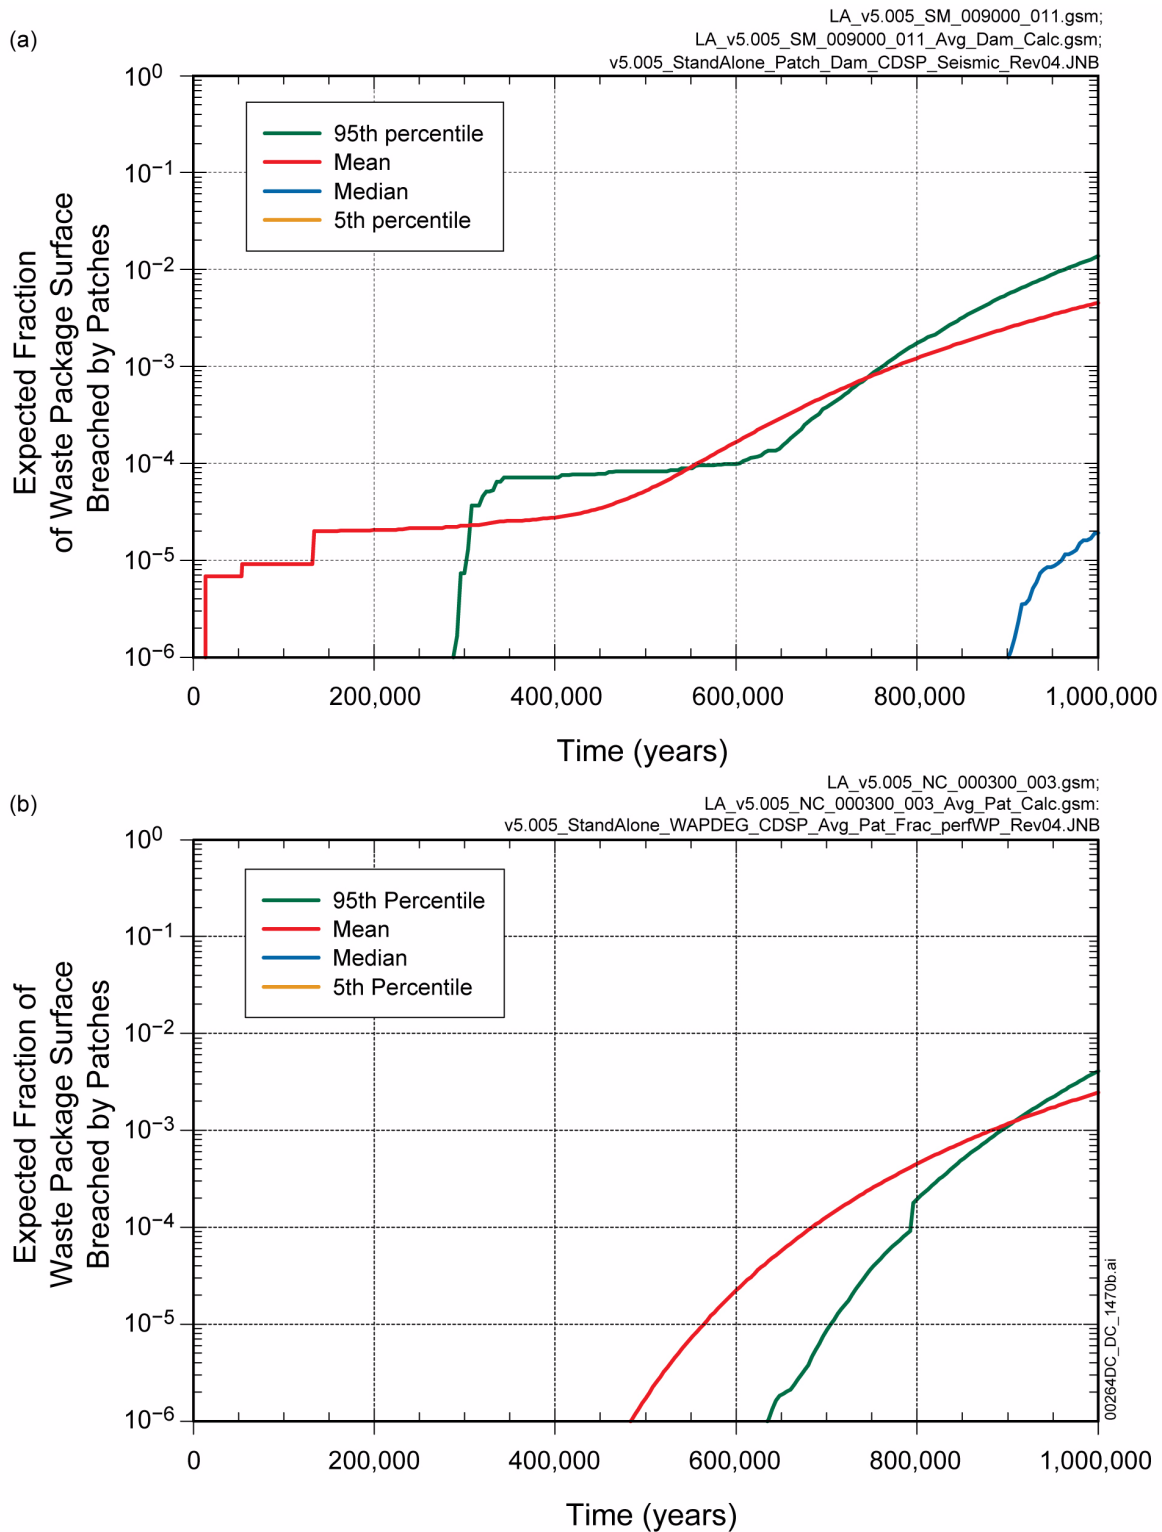 (a)
LA_v5.005_SM_009000_011.gsm;
LA_v5.005_SM_009000_011_Avg_Dam_Calc.gsm;
v5.005_StandAlone_Patch_Dam_CDSP_Seismic_Rev04.JNB
10⁰
10⁻¹
10⁻²
10⁻³
10⁻⁴
10⁻⁵
10⁻⁶
Expected Fraction
of Waste Package Surface
Breached by Patches
95th percentile
Mean
Median
5th percentile
0
200,000
400,000
600,000
800,000
1,000,000
Time (years)
(b)
LA_v5.005_NC_000300_003.gsm;
LA_v5.005_NC_000300_003_Avg_Pat_Calc.gsm:
v5.005_StandAlone_WAPDEG_CDSP_Avg_Pat_Frac_perfWP_Rev04.JNB
10⁰
10⁻¹
10⁻²
10⁻³
10⁻⁴
10⁻⁵
10⁻⁶
Expected Fraction of
Waste Package Surface
Breached by Patches
95th Percentile
Mean
Median
5th Percentile
00264DC_DC_1470b.ai
0
200,000
400,000
600,000
800,000
1,000,000
Time (years)